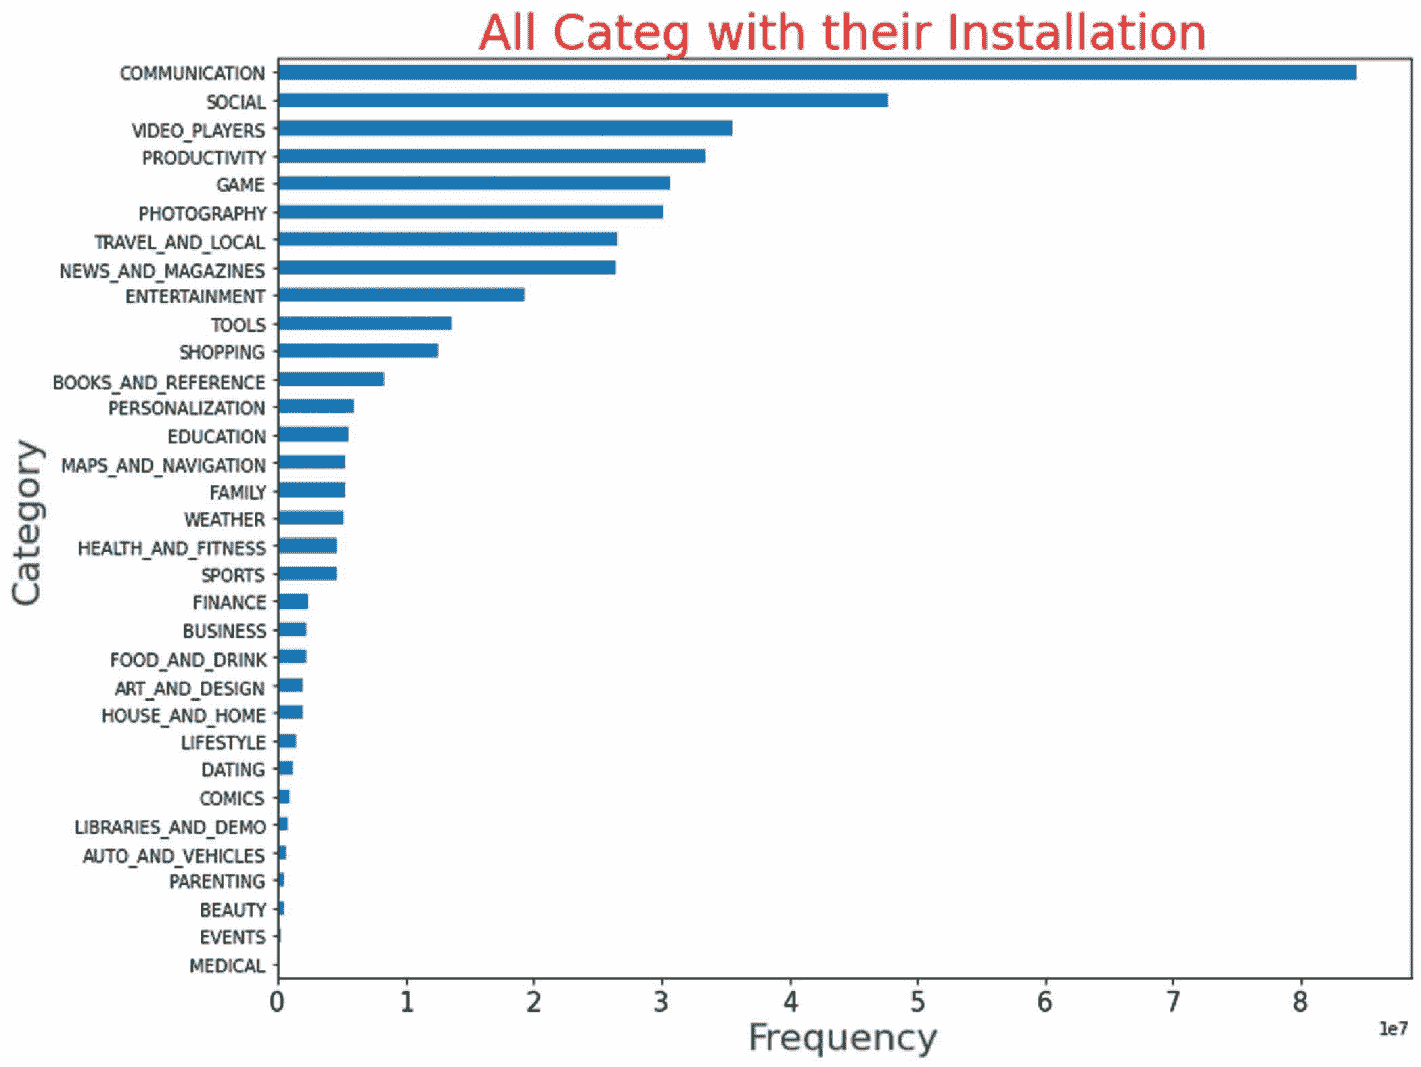 All Categ with their Installation
COMMUNICATION
SOCIAL
VIDEO_PLAYERS
PRODUCTIVITY
GAME
PHOTOGRAPHY
TRAVEL_AND_LOCAL
NEWS_AND_MAGAZINES
ENTERTAINMENT
TOOLS
SHOPPING
BOOKS_AND_REFERENCE
PERSONALIZATION
EDUCATION
MAPS_AND_NAVIGATION
FAMILY
WEATHER
HEALTH_AND_FITNESS
SPORTS
FINANCE
BUSINESS
FOOD_AND_DRINK
ART_AND_DESIGN
HOUSE_AND_HOME
LIFESTYLE
DATING
COMICS
LIBRARIES_AND_DEMO
AUTO_AND_VEHICLES
PARENTING
BEAUTY
EVENTS
MEDICAL
Category
0 1 2 3 4 5 6 7 8
1e7
Frequency